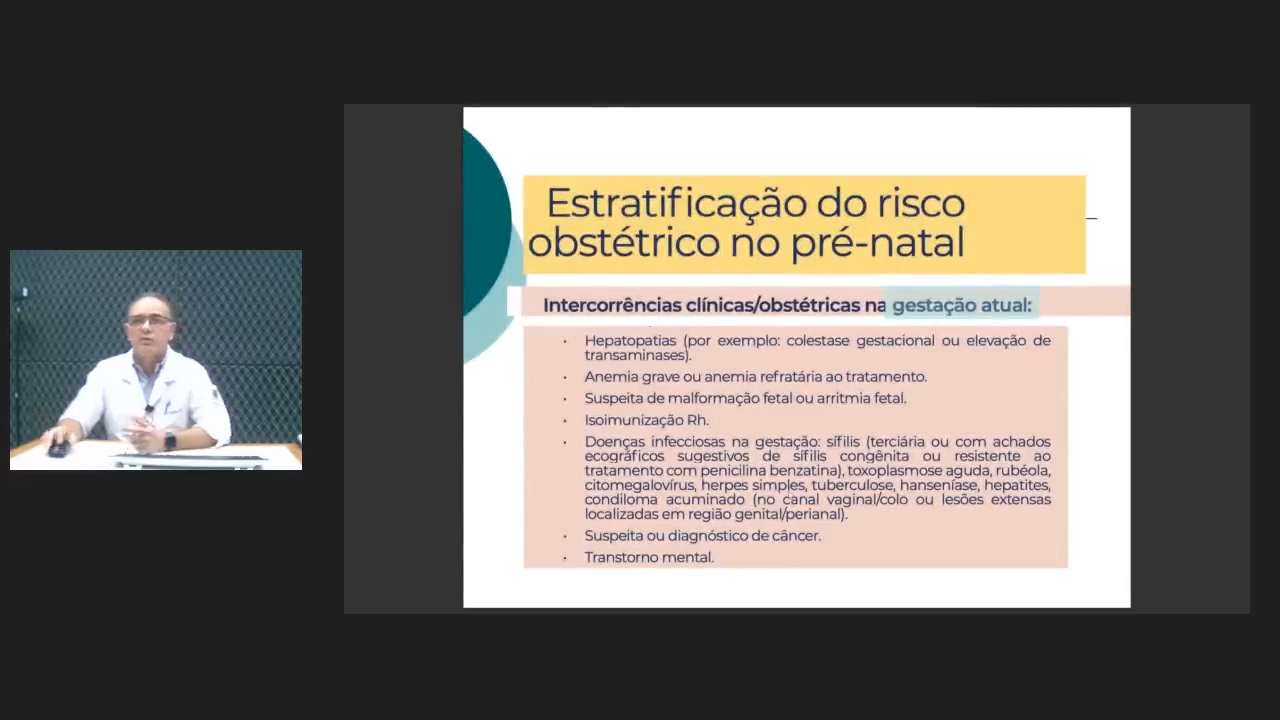 Estratificação do risco
obstétrico no pré-natal
Intercorrências clínicas/obstétricas na gestação atual:
• Hepatopatias (por exemplo: colestase gestacional ou elevação de
transaminases).
• Anemia grave ou anemia refratária ao tratamento.
• Suspeita de malformação fetal ou arritmia fetal.
• Isoimunização Rh.
• Doenças infecciosas na gestação: sífilis (terciária ou com achados
ecográficos sugestivos de sífilis congênita ou resistente ao
tratamento com penicilina benzatina), toxoplasmose aguda, rubéola,
citomegalovírus, herpes simples, tuberculose, hanseníase, hepatites,
condiloma acuminado (no canal vaginal/colo ou lesões extensas
localizadas em região genital/perianal).
• Suspeita ou diagnóstico de câncer.
• Transtorno mental.